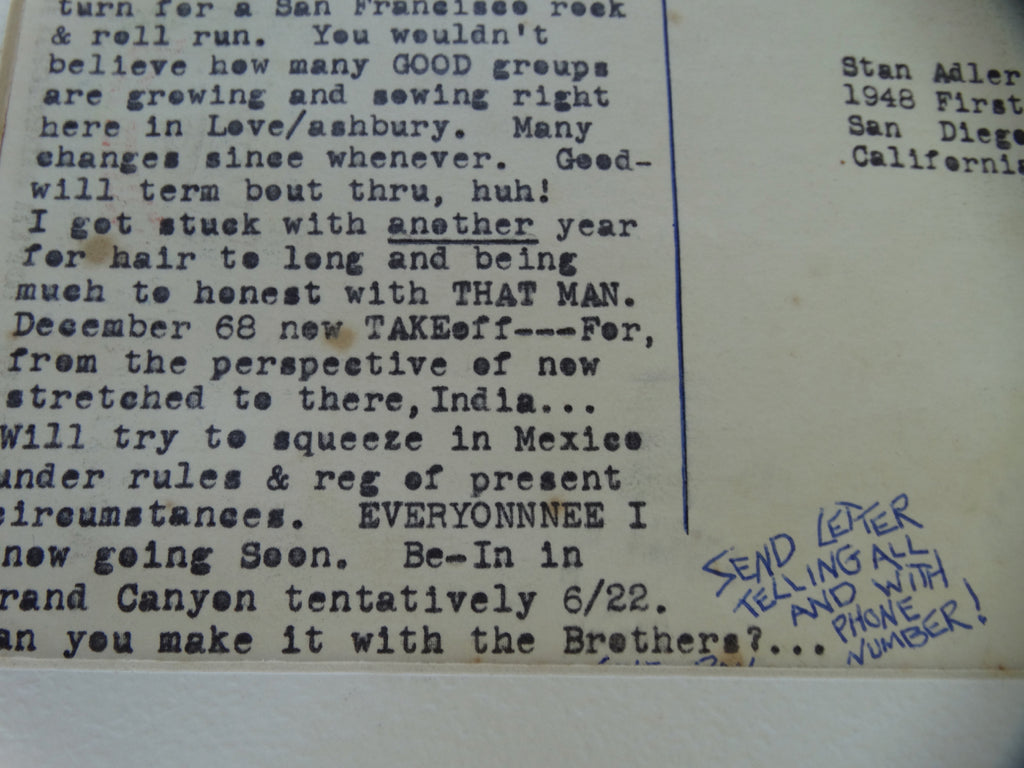 turn for a San Francisco rock
& roll run. You wouldn't
believe how many GOOD groups
are growing and sowing right
here in Love/ashbury. Many
changes since whenever. Good-
will term bout thru, huh!
I got stuck with another year
for hair to long and being
much to honest with THAT MAN.
December 68 now TAKEoff---For,
from the perspective of now
stretched to there, India...
Will try to squeeze in Mexico
under rules & reg of present
circumstances. EVERYONNNEE I
now going Soon. Be-In in
rand Canyon tentatively 6/22.
an you make it with the Brothers?...
Stan Adler
1948 First
San Diego
California
SEND LETTER
TELLING ALL
AND WITH
PHONE
NUMBER!